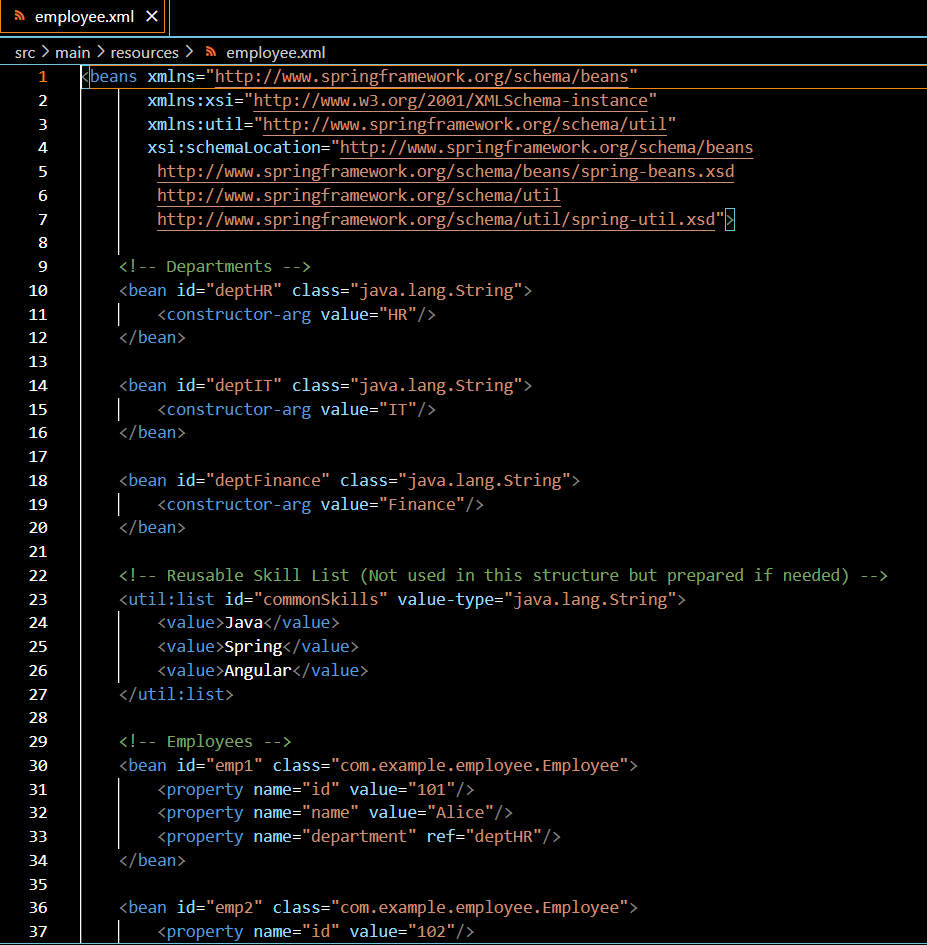 employee.xml ×
src > main > resources > employee.xml
1 <beans xmlns="http://www.springframework.org/schema/beans"
2 xmlns:xsi="http://www.w3.org/2001/XMLSchema-instance"
3 xmlns:util="http://www.springframework.org/schema/util"
4 xsi:schemaLocation="http://www.springframework.org/schema/beans
5 http://www.springframework.org/schema/beans/spring-beans.xsd
6 http://www.springframework.org/schema/util
7 http://www.springframework.org/schema/util/spring-util.xsd">
8
9 <!-- Departments -->
10 <bean id="deptHR" class="java.lang.String">
11 <constructor-arg value="HR"/>
12 </bean>
13
14 <bean id="deptIT" class="java.lang.String">
15 <constructor-arg value="IT"/>
16 </bean>
17
18 <bean id="deptFinance" class="java.lang.String">
19 <constructor-arg value="Finance"/>
20 </bean>
21
22 <!-- Reusable Skill List (Not used in this structure but prepared if needed) -->
23 <util:list id="commonSkills" value-type="java.lang.String">
24 <value>Java</value>
25 <value>Spring</value>
26 <value>Angular</value>
27 </util:list>
28
29 <!-- Employees -->
30 <bean id="emp1" class="com.example.employee.Employee">
31 <property name="id" value="101"/>
32 <property name="name" value="Alice"/>
33 <property name="department" ref="deptHR"/>
34 </bean>
35
36 <bean id="emp2" class="com.example.employee.Employee">
37 <property name="id" value="102"/>